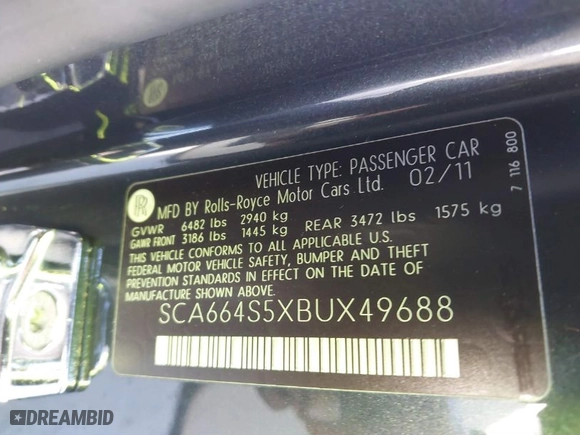 VEHICLE TYPE: PASSENGER CAR
MFD BY Rolls-Royce Motor Cars Ltd. 02/11
GVWR 6482 lbs 2940 kg
GAWR FRONT 3186 lbs 1445 kg REAR 3472 lbs 1575 kg
THIS VEHICLE CONFORMS TO ALL APPLICABLE U.S.
FEDERAL MOTOR VEHICLE SAFETY, BUMPER AND THEFT
PREVENTION STANDARDS IN EFFECT ON THE DATE OF
MANUFACTURE SHOWN ABOVE.
SCA664S5XBUX49688
7 116 800
DREAMBID